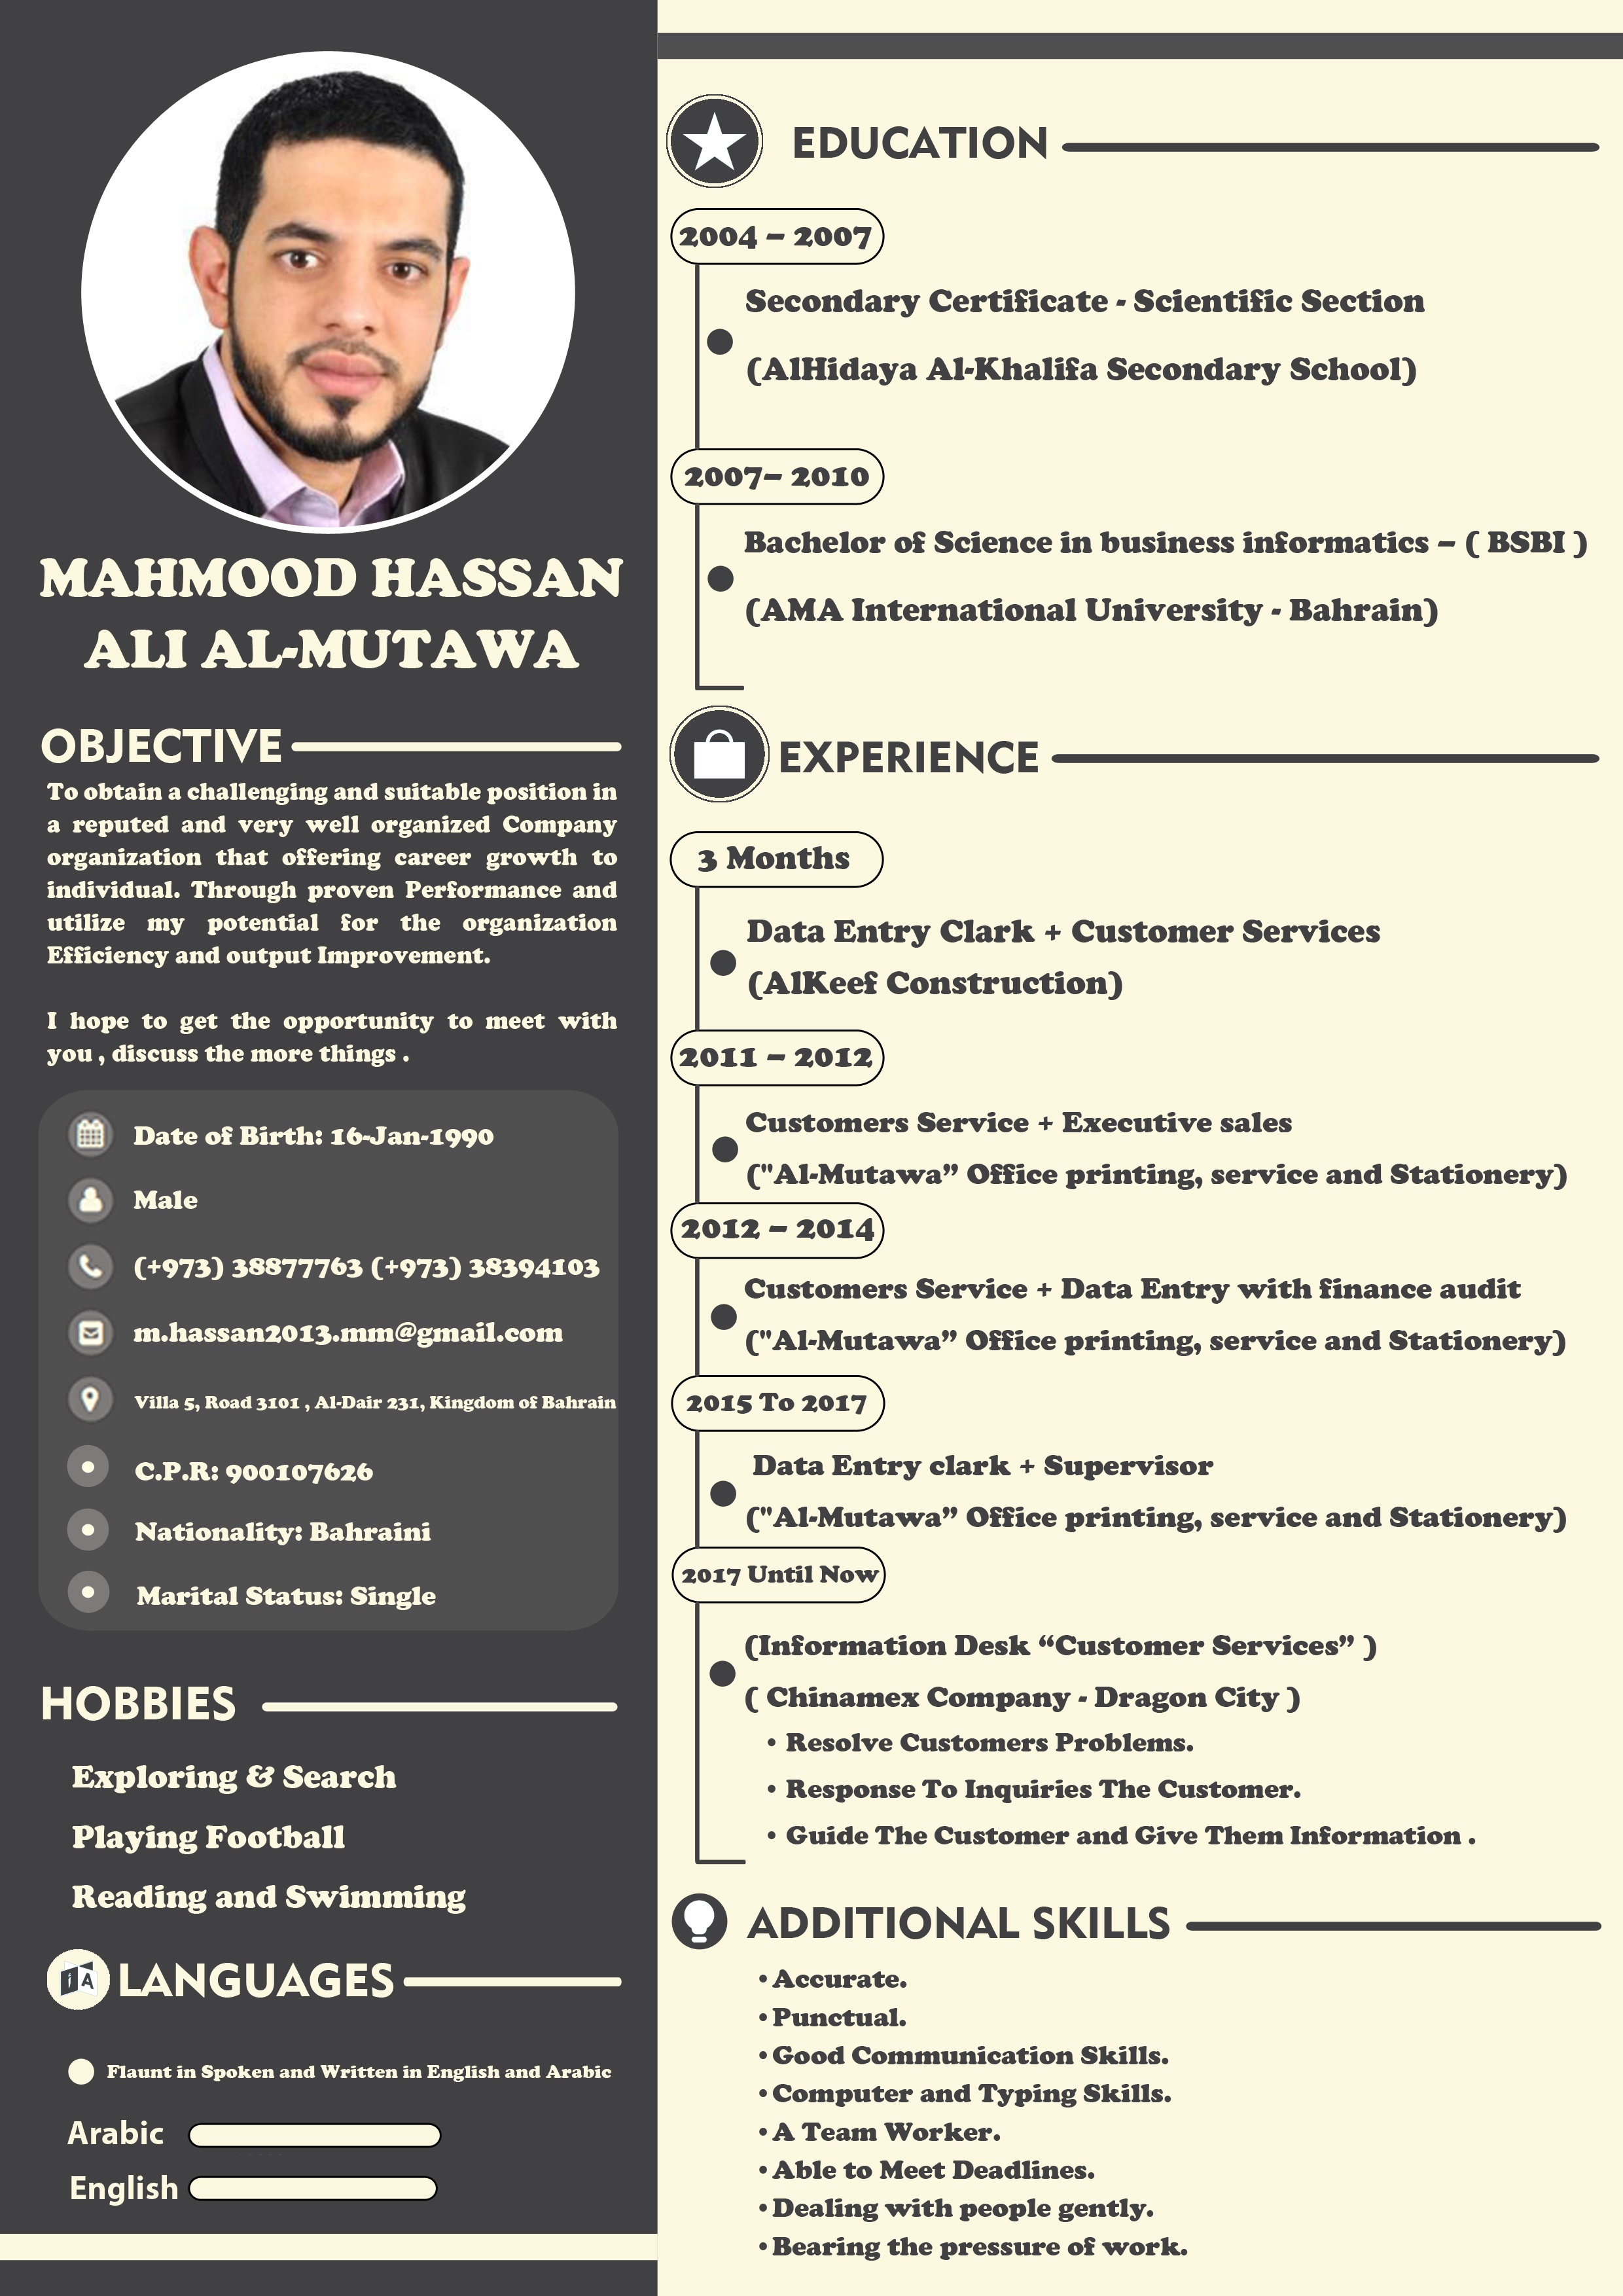 MAHMOOD HASSAN
ALI AL-MUTAWA
OBJECTIVE
To obtain a challenging and suitable position in
a reputed and very well organized Company
organization that offering career growth to
individual. Through proven Performance and
utilize my potential for the organization
Efficiency and output Improvement.
I hope to get the opportunity to meet with
you , discuss the more things .
Date of Birth: 16-Jan-1990
Male
(+973) 38877763 (+973) 38394103
m.hassan2013.mm@gmail.com
Villa 5, Road 3101 , Al-Dair 231, Kingdom of Bahrain
C.P.R: 900107626
Nationality: Bahraini
Marital Status: Single
HOBBIES
Exploring & Search
Playing Football
Reading and Swimming
LANGUAGES
Flaunt in Spoken and Written in English and Arabic
Arabic
English
EDUCATION
2004 – 2007
Secondary Certificate - Scientific Section
(AlHidaya Al-Khalifa Secondary School)
2007– 2010
Bachelor of Science in business informatics – ( BSBI )
(AMA International University - Bahrain)
EXPERIENCE
3 Months
Data Entry Clark + Customer Services
(AlKeef Construction)
2011 – 2012
Customers Service + Executive sales
("Al-Mutawa” Office printing, service and Stationery)
2012 – 2014
Customers Service + Data Entry with finance audit
("Al-Mutawa” Office printing, service and Stationery)
2015 To 2017
Data Entry clark + Supervisor
("Al-Mutawa” Office printing, service and Stationery)
2017 Until Now
(Information Desk “Customer Services” )
( Chinamex Company - Dragon City )
• Resolve Customers Problems.
• Response To Inquiries The Customer.
• Guide The Customer and Give Them Information .
ADDITIONAL SKILLS
• Accurate.
• Punctual.
• Good Communication Skills.
• Computer and Typing Skills.
• A Team Worker.
• Able to Meet Deadlines.
• Dealing with people gently.
• Bearing the pressure of work.